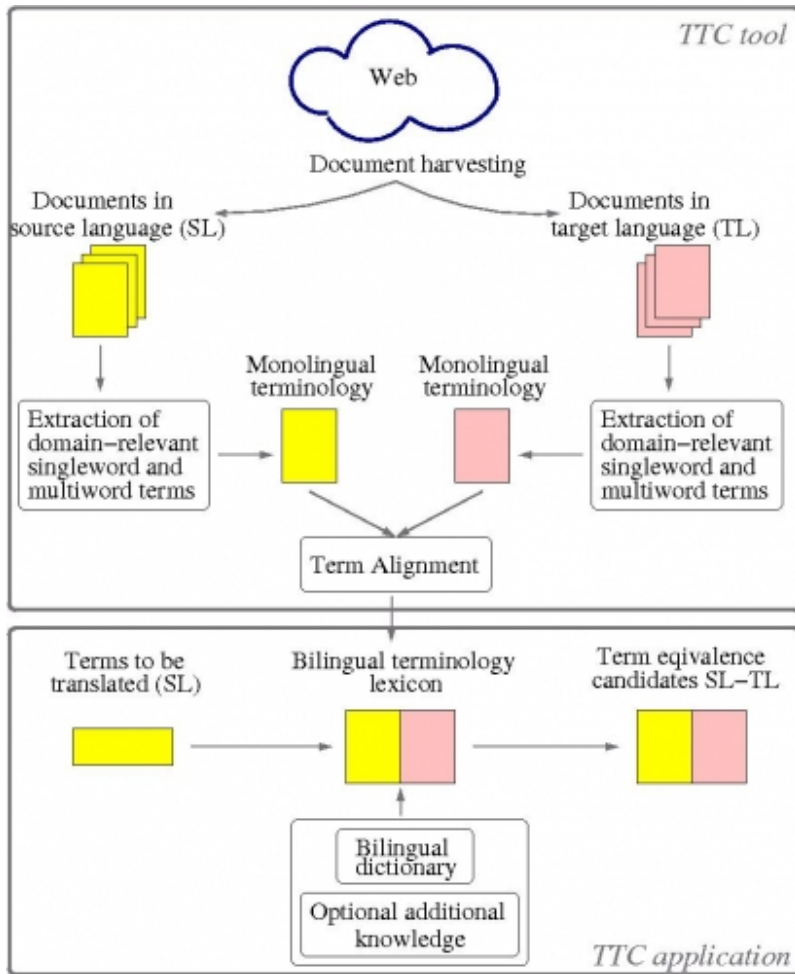 TTC tool
Web
Document harvesting
Documents in
source language (SL)
Documents in
target language (TL)
Monolingual
terminology
Monolingual
terminology
Extraction of
domain-relevant
singleword and
multiword terms
Extraction of
domain-relevant
singleword and
multiword terms
Term Alignment
Terms to be
translated (SL)
Bilingual terminology
lexicon
Term eqivalence
candidates SL-TL
Bilingual
dictionary
Optional additional
knowledge
TTC application